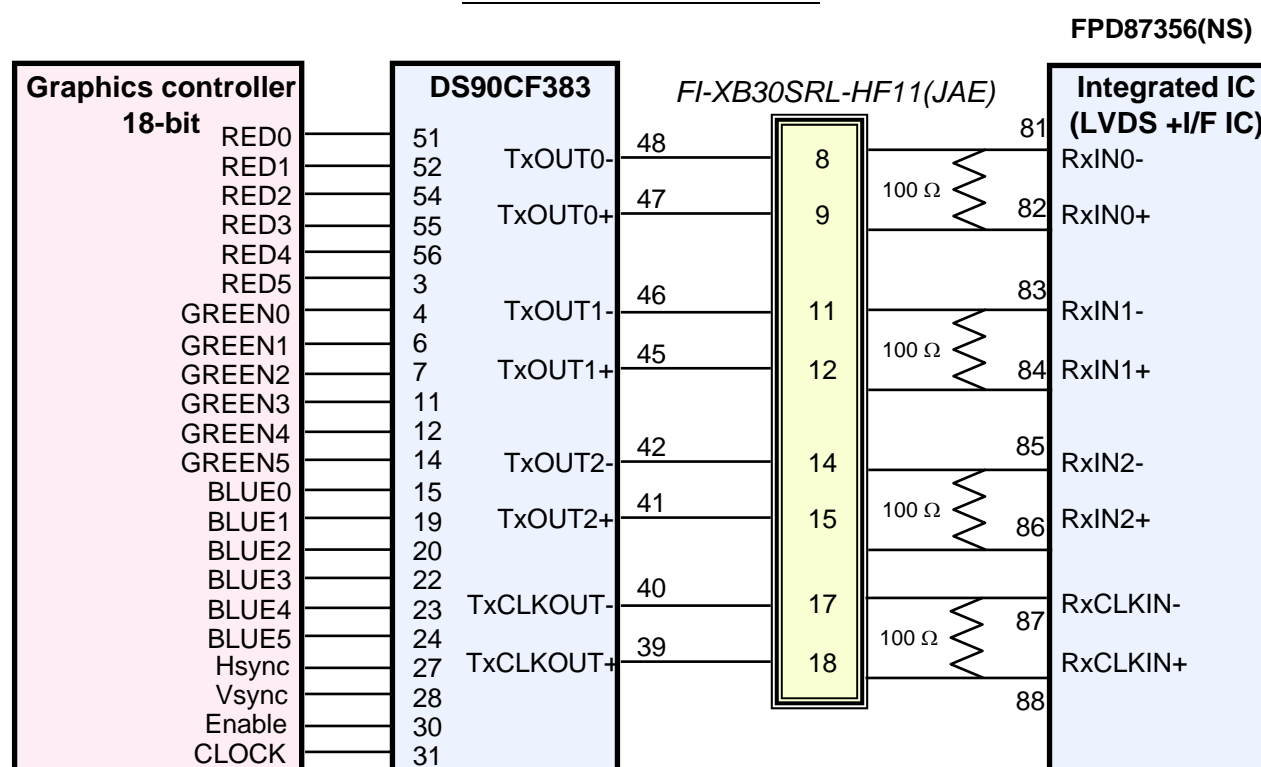 FPD87356(NS)
Graphics controller
18-bit
DS90CF383
FI-XB30SRL-HF11(JAE)
Integrated IC
(LVDS +I/F IC)
RED0
RED1
RED2
RED3
RED4
RED5
GREEN0
GREEN1
GREEN2
GREEN3
GREEN4
GREEN5
BLUE0
BLUE1
BLUE2
BLUE3
BLUE4
BLUE5
Hsync
Vsync
Enable
CLOCK
51
52
54
55
56
3
4
6
7
11
12
14
15
19
20
22
23
24
27
28
30
31
TxOUT0- 48 8 81 RxIN0-
100 Ω
TxOUT0+ 47 9 82 RxIN0+
TxOUT1- 46 11 83 RxIN1-
100 Ω
TxOUT1+ 45 12 84 RxIN1+
TxOUT2- 42 14 85 RxIN2-
100 Ω
TxOUT2+ 41 15 86 RxIN2+
TxCLKOUT- 40 17 87 RxCLKIN-
100 Ω
TxCLKOUT+ 39 18 88 RxCLKIN+